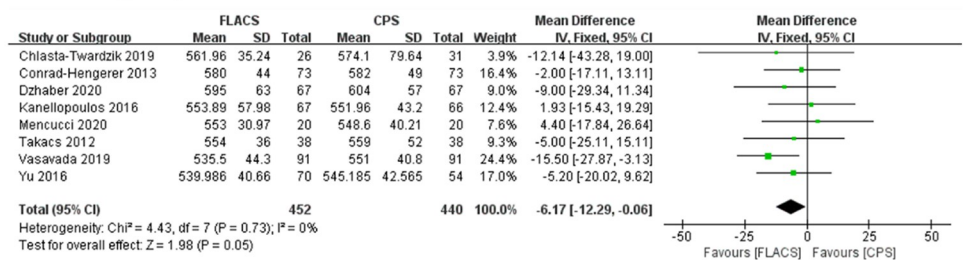 FLACS CPS Mean Difference Mean Difference
Study or Subgroup Mean SD Total Mean SD Total Weight IV, Fixed, 95% CI IV, Fixed, 95% CI
Chlasta-Twardzik 2019 561.96 35.24 26 574.1 79.64 31 3.9% -12.14 [-43.28, 19.00]
Conrad-Hengerer 2013 580 44 73 582 49 73 16.4% -2.00 [-17.11, 13.11]
Dzhaber 2020 595 63 67 604 57 67 9.0% -9.00 [-29.34, 11.34]
Kanellopoulos 2016 553.89 57.98 67 551.96 43.2 66 12.4% 1.93 [-15.43, 19.29]
Mencucci 2020 553 30.97 20 548.6 40.21 20 7.6% 4.40 [-17.84, 26.64]
Takacs 2012 554 36 38 559 52 38 9.3% -5.00 [-25.11, 15.11]
Vasavada 2019 535.5 44.3 91 551 40.8 91 24.4% -15.50 [-27.87, -3.13]
Yu 2016 539.986 40.66 70 545.185 42.565 54 17.0% -5.20 [-20.02, 9.62]
Total (95% CI) 452 440 100.0% -6.17 [-12.29, -0.06]
Heterogeneity: Chi² = 4.43, df = 7 (P = 0.73); I² = 0%
Test for overall effect: Z = 1.98 (P = 0.05)
-50 -25 0 25 50
Favours [FLACS] Favours [CPS]